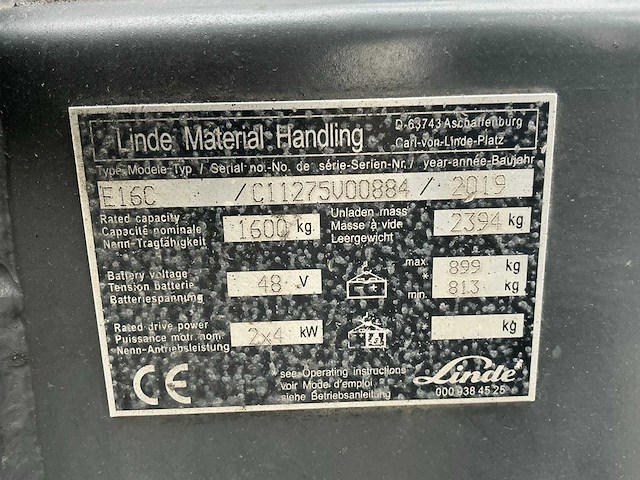 Linde Material Handling
D-63743 Aschaffenburg
Carl-von-Linde-Platz
Type-Modele-Typ / Serial no.-No. de série-Serien-Nr. / year-année-Baujahr
E16C / C11275V00884 / 2019
Rated capacity
Capacité nominale
Nenn-Tragfähigkeit
1600 kg
Unladen mass
Masse à vide
Leergewicht
2394 kg
Battery voltage
Tension batterie
Batteriespannung
48 V
max. 899 kg
*
min. 813 kg
Rated drive power
Puissance motr. nom.
Nenn-Antriebsleistung
2x4 kW
kg
CE
*see Operating instructions
voir Mode d'emploi
siehe Betriebsanleitung
Linde
000 938 45 25